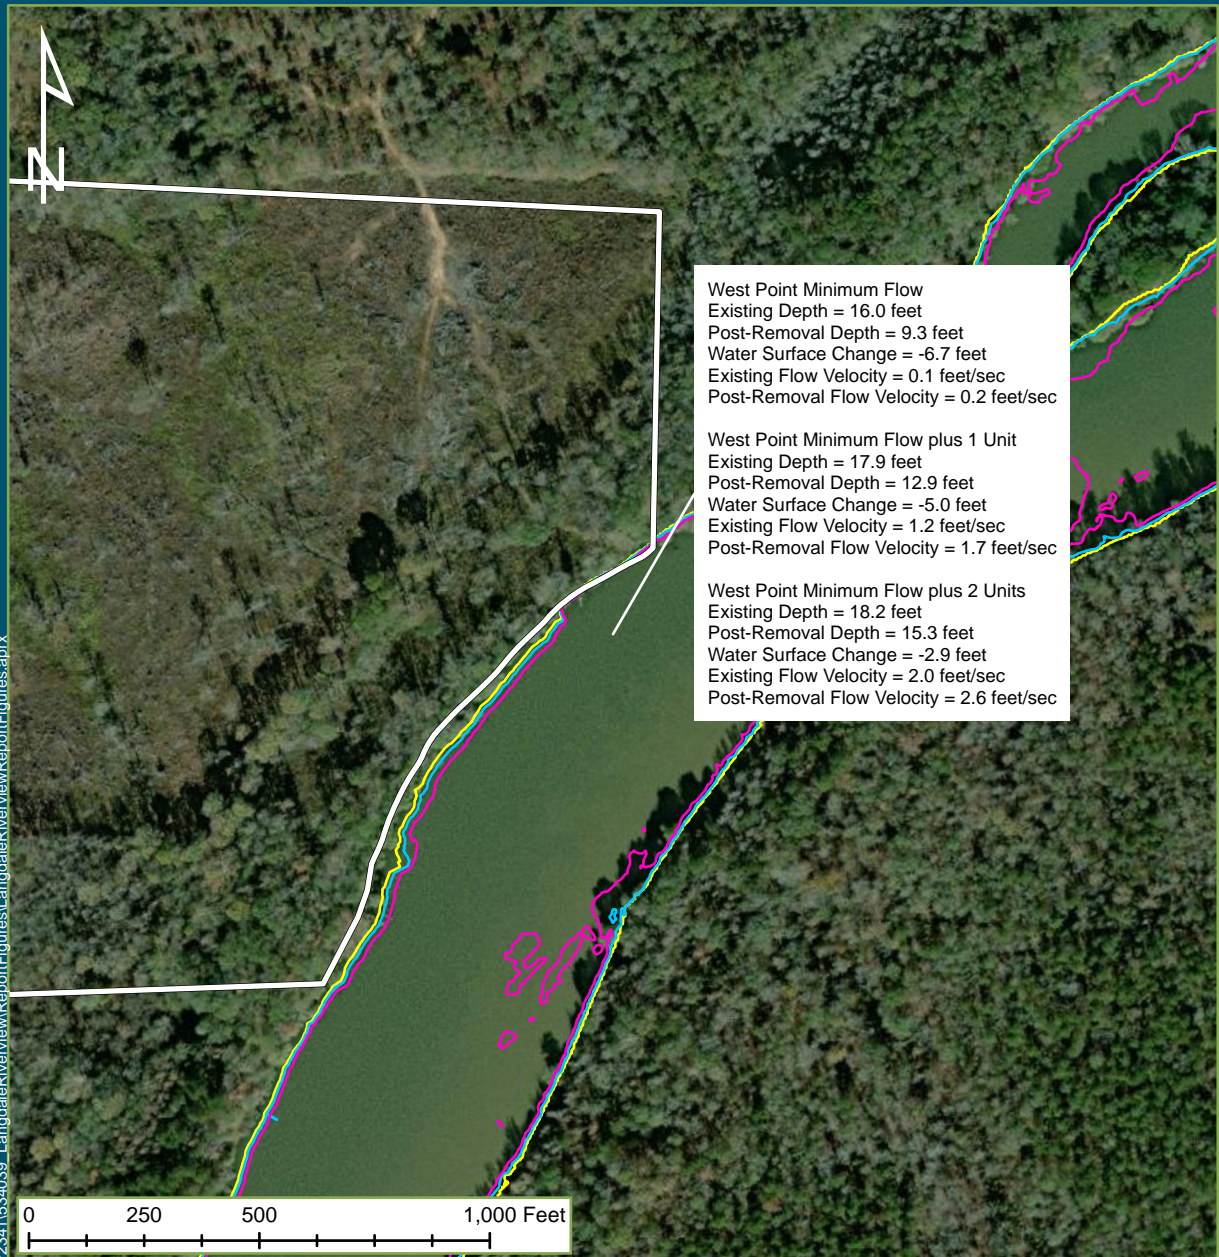 N
West Point Minimum Flow
Existing Depth = 16.0 feet
Post-Removal Depth = 9.3 feet
Water Surface Change = -6.7 feet
Existing Flow Velocity = 0.1 feet/sec
Post-Removal Flow Velocity = 0.2 feet/sec
West Point Minimum Flow plus 1 Unit
Existing Depth = 17.9 feet
Post-Removal Depth = 12.9 feet
Water Surface Change = -5.0 feet
Existing Flow Velocity = 1.2 feet/sec
Post-Removal Flow Velocity = 1.7 feet/sec
West Point Minimum Flow plus 2 Units
Existing Depth = 18.2 feet
Post-Removal Depth = 15.3 feet
Water Surface Change = -2.9 feet
Existing Flow Velocity = 2.0 feet/sec
Post-Removal Flow Velocity = 2.6 feet/sec
0 250 500 1,000 Feet